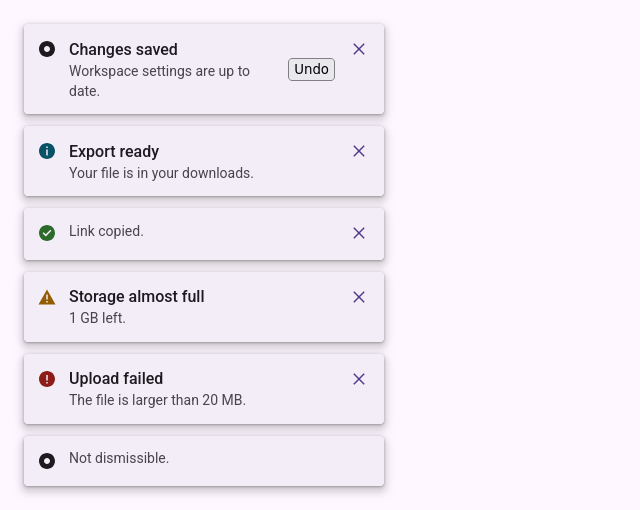 Changes saved
Workspace settings are up to
date.
Undo
Export ready
Your file is in your downloads.
Link copied.
Storage almost full
1 GB left.
Upload failed
The file is larger than 20 MB.
Not dismissible.